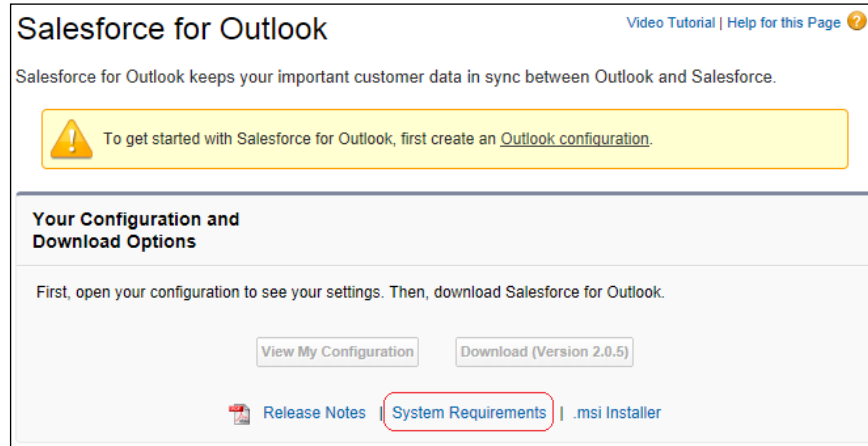 Salesforce for Outlook
Video Tutorial | Help for this Page ?
Salesforce for Outlook keeps your important customer data in sync between Outlook and Salesforce.
To get started with Salesforce for Outlook, first create an Outlook configuration.
Your Configuration and
Download Options
First, open your configuration to see your settings. Then, download Salesforce for Outlook.
View My Configuration Download (Version 2.0.5)
Release Notes | System Requirements | .msi Installer